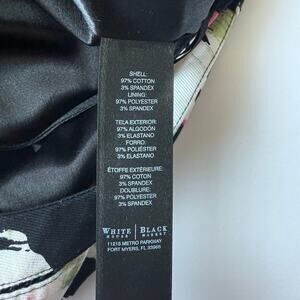 SHELL:
97% COTTON
3% SPANDEX
LINING:
97% POLYESTER
3% SPANDEX
TELA EXTERIOR:
97% ALGODÓN
3% ELASTANO
FORRO:
97% POLIÉSTER
3% ELASTANO
ÉTOFFE EXTÉRIEURE:
97% COTON
3% SPANDEX
DOUBLURE:
97% POLYESTER
3% SPANDEX
WHITE | BLACK
HOUSE | MARKET
11215 METRO PARKWAY
FORT MYERS, FL 33966